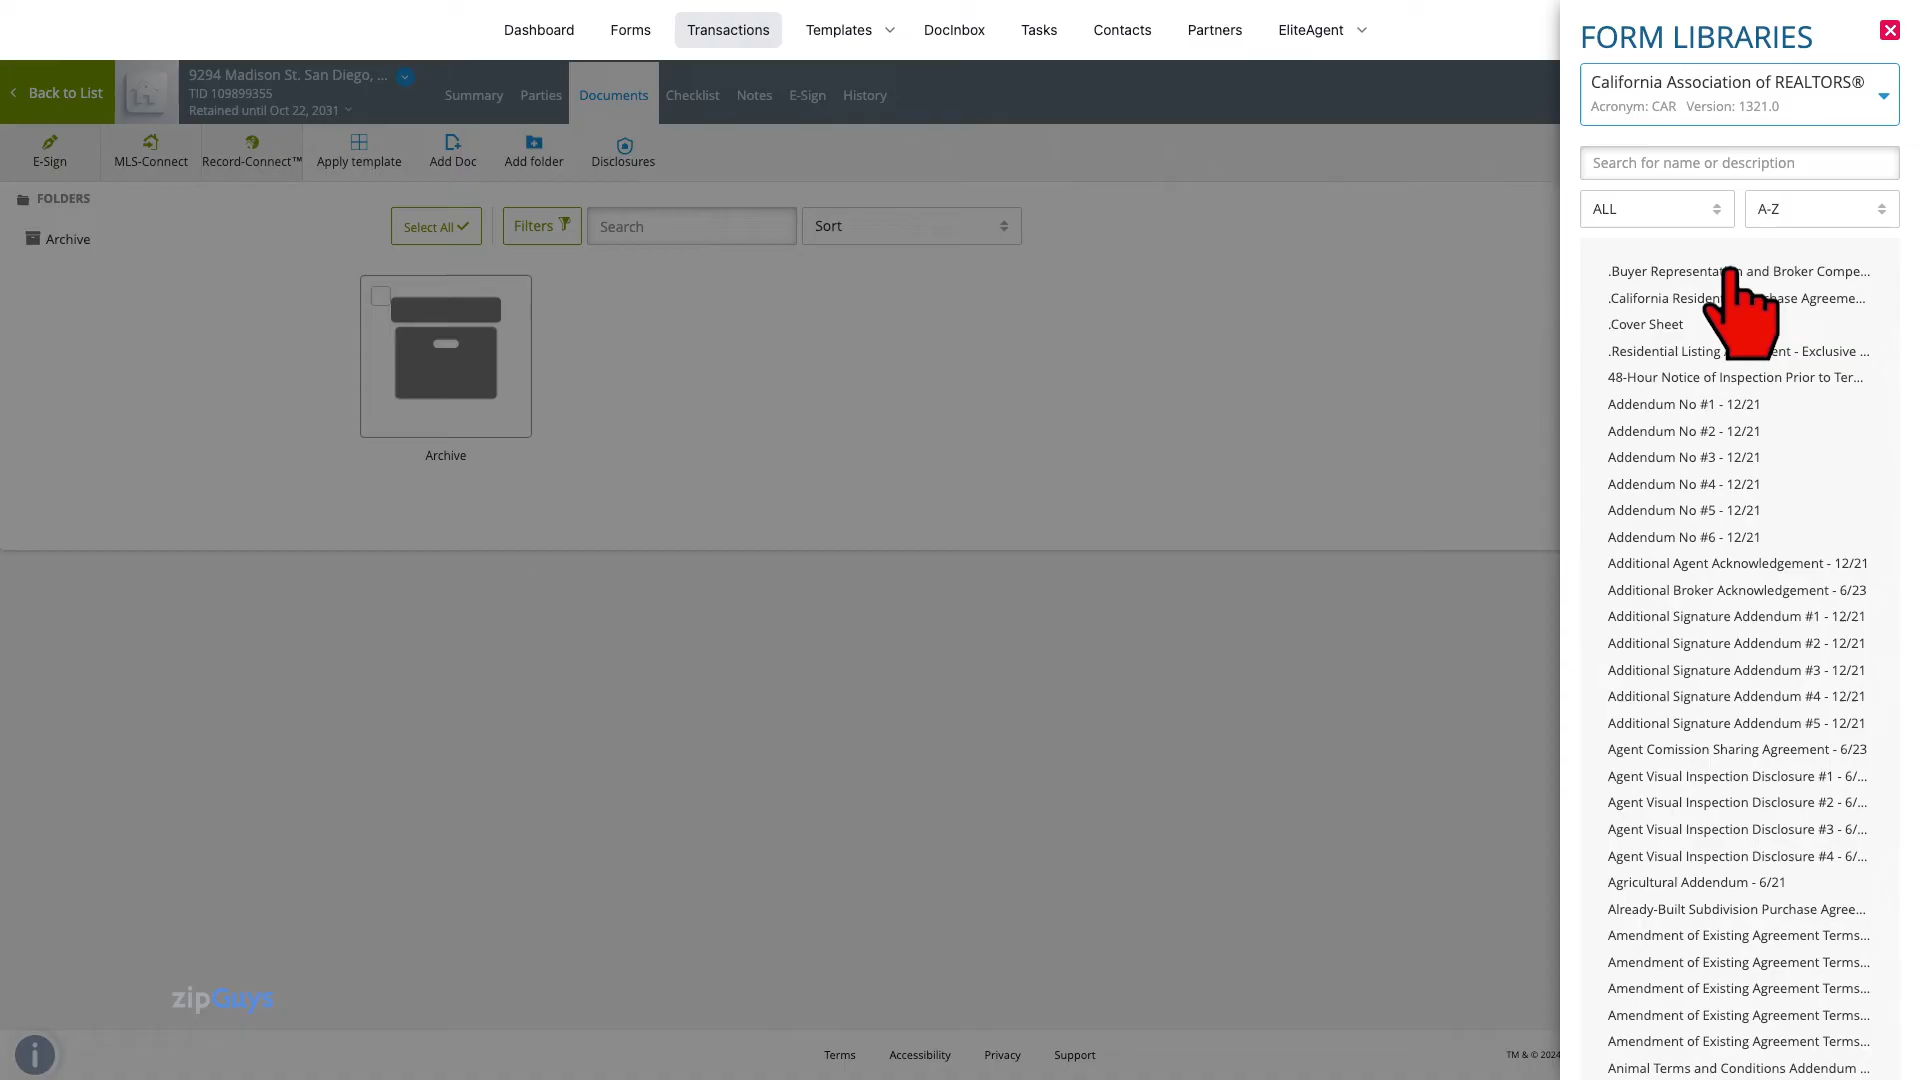 Dashboard Forms Transactions Templates DocInbox Tasks Contacts Partners EliteAgent
FORM LIBRARIES
California Association of REALTORS®
Acronym: CAR Version: 1321.0
Back to List
9294 Madison St. San Diego, ...
TID 109899355
Retained until Oct 22, 2031
Summary Parties Documents Checklist Notes E-Sign History
E-Sign MLS-Connect Record-Connect™ Apply template Add Doc Add folder Disclosures
FOLDERS
Archive
Select All Filters Search Sort
Archive
Search for name or description
ALL A-Z
.Buyer and Broker Compe...
.California Agreeme...
.Cover Sheet
.Residential Listing - Exclusive ...
48-Hour Notice of Inspection Prior to Ter...
Addendum No #1 - 12/21
Addendum No #2 - 12/21
Addendum No #3 - 12/21
Addendum No #4 - 12/21
Addendum No #5 - 12/21
Addendum No #6 - 12/21
Additional Agent Acknowledgement - 12/21
Additional Broker Acknowledgement - 6/23
Additional Signature Addendum #1 - 12/21
Additional Signature Addendum #2 - 12/21
Additional Signature Addendum #3 - 12/21
Additional Signature Addendum #4 - 12/21
Additional Signature Addendum #5 - 12/21
Agent Comission Sharing Agreement - 6/23
Agent Visual Inspection Disclosure #1 - 6/...
Agent Visual Inspection Disclosure #2 - 6/...
Agent Visual Inspection Disclosure #3 - 6/...
Agent Visual Inspection Disclosure #4 - 6/...
Agricultural Addendum - 6/21
Already-Built Subdivision Purchase Agree...
Amendment of Existing Agreement Terms...
Amendment of Existing Agreement Terms...
Amendment of Existing Agreement Terms...
Amendment of Existing Agreement Terms...
Amendment of Existing Agreement Terms...
Animal Terms and Conditions Addendum ...
zipGuys
Terms Accessibility Privacy Support
TM & © 2024